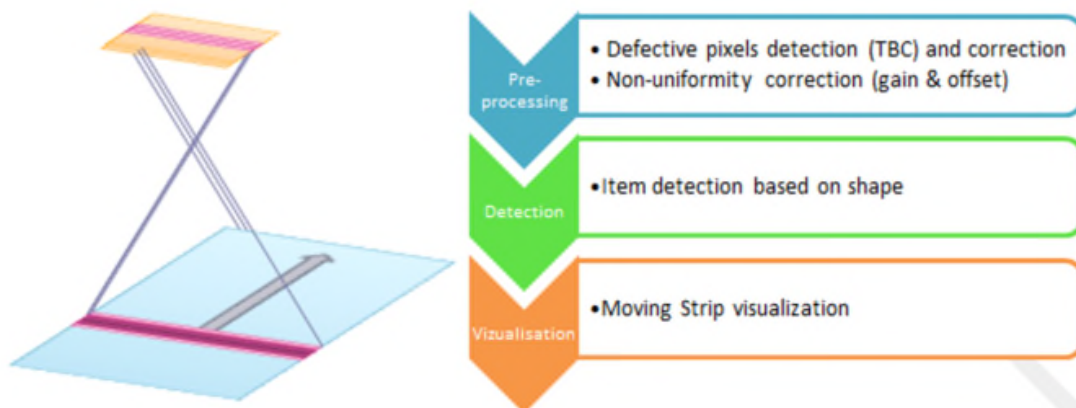 Pre-
processing
• Defective pixels detection (TBC) and correction
• Non-uniformity correction (gain & offset)
Detection
•Item detection based on shape
Vizualisation
•Moving Strip visualization